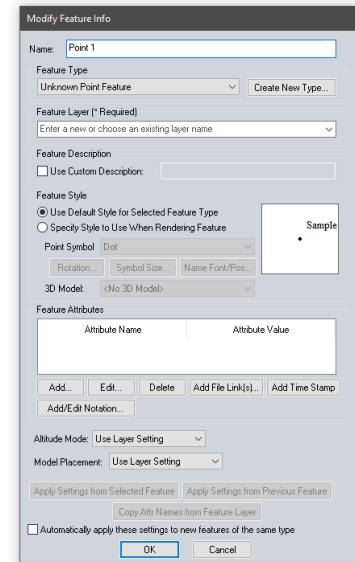 Modify Feature Info
Name: Point 1
Feature Type
Unknown Point Feature Create New Type...
Feature Layer (* Required)
Enter a new or choose an existing layer name
Feature Description
Use Custom Description:
Feature Style
Use Default Style for Selected Feature Type
Specify Style to Use When Rendering Feature
Sample
Point Symbol Dot
Rotation... Symbol Size... Name Font/Pos...
3D Model: <No 3D Model>
Feature Attributes
Attribute Name Attribute Value
Add... Edit... Delete Add File Link(s)... Add Time Stamp
Add/Edit Notation...
Altitude Mode: Use Layer Setting
Model Placement: Use Layer Setting
Apply Settings from Selected Feature Apply Settings from Previous Feature
Copy Attr Names from Feature Layer
Automatically apply these settings to new features of the same type
OK Cancel